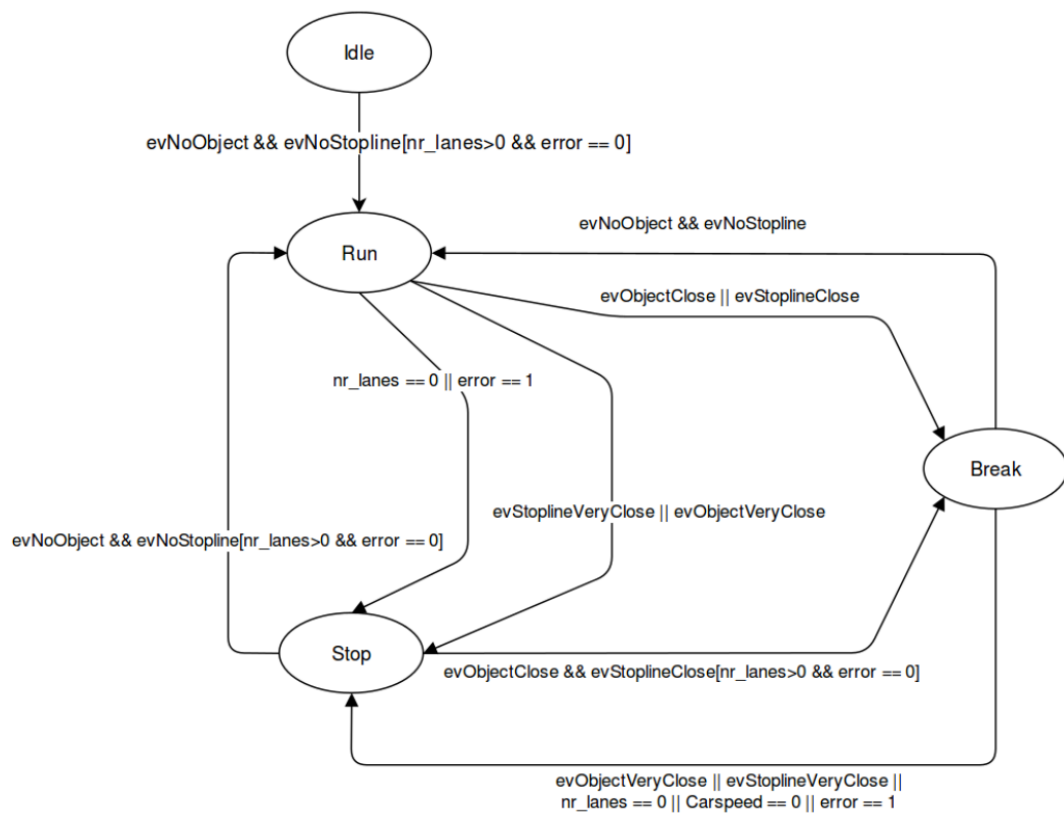 Idle
evNoObject && evNoStopline[nr_lanes>0 && error == 0]
evNoObject && evNoStopline
Run
evObjectClose || evStoplineClose
nr_lanes == 0 || error == 1
Break
evStoplineVeryClose || evObjectVeryClose
evNoObject && evNoStopline[nr_lanes>0 && error == 0]
Stop
evObjectClose && evStoplineClose[nr_lanes>0 && error == 0]
evObjectVeryClose || evStoplineVeryClose ||
nr_lanes == 0 || Carspeed == 0 || error == 1